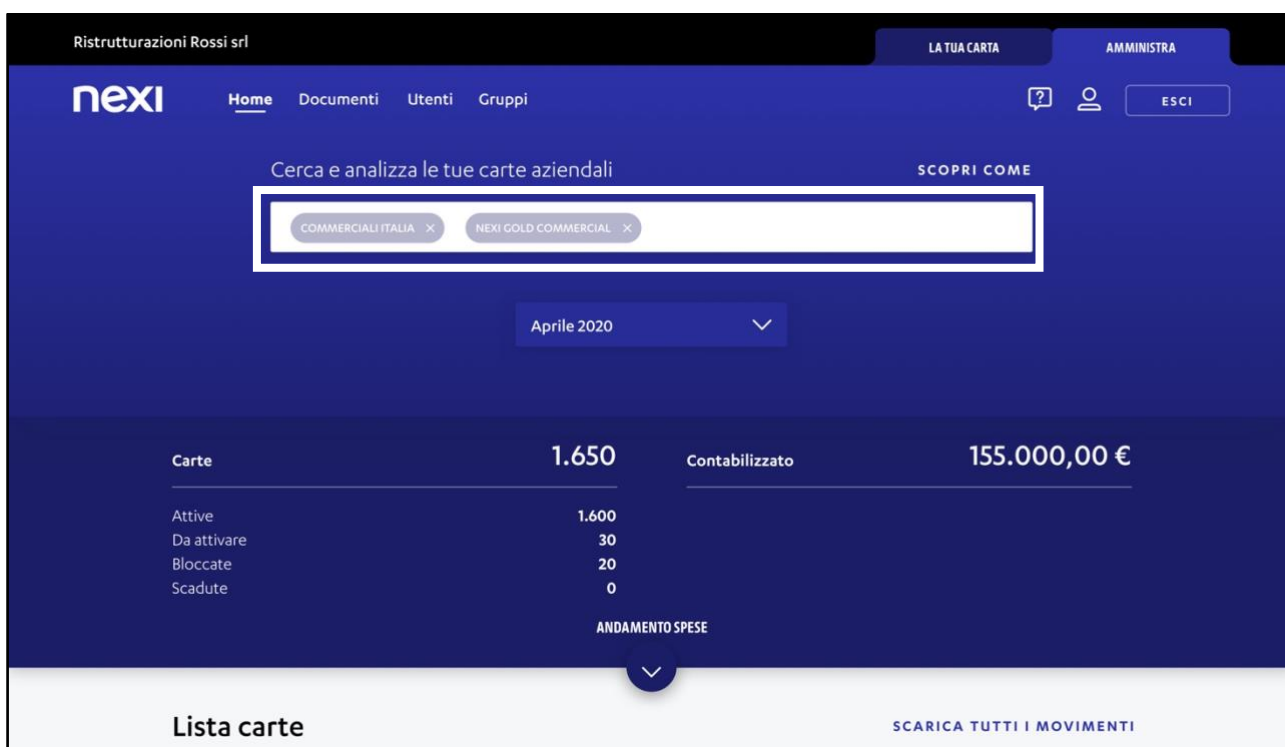 Ristrutturazioni Rossi srl LA TUA CARTA AMMINISTRA
nexi Home Documenti Utenti Gruppi ? ESCI
Cerca e analizza le tue carte aziendali SCOPRI COME
COMMERCIALI ITALIA × NEXI GOLD COMMERCIAL ×
Aprile 2020
Carte 1.650 Contabilizzato 155.000,00 €
Attive 1.600
Da attivare 30
Bloccate 20
Scadute 0
ANDAMENTO SPESE
Lista carte SCARICA TUTTI I MOVIMENTI